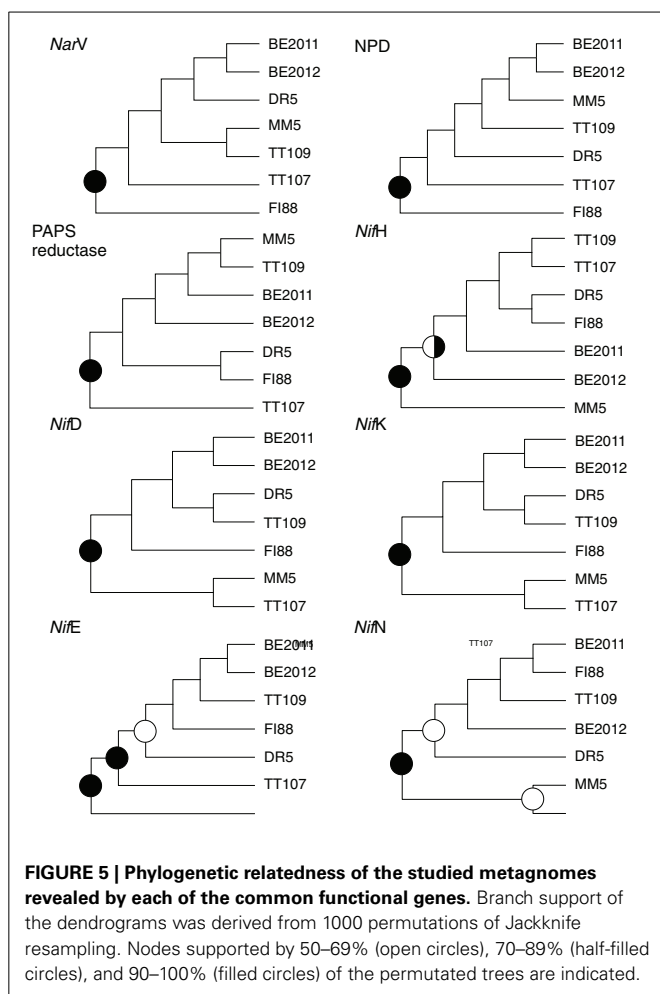 NarV
BE2011
BE2012
DR5
MM5
TT109
TT107
FI88
NPD
BE2011
BE2012
MM5
TT109
DR5
TT107
FI88
PAPS
reductase
MM5
TT109
BE2011
BE2012
DR5
FI88
TT107
NifH
TT109
TT107
DR5
FI88
BE2011
BE2012
MM5
NifD
BE2011
BE2012
DR5
TT109
FI88
MM5
TT107
NifK
BE2011
BE2012
DR5
TT109
FI88
MM5
TT107
NifE
BE2011
MM5
BE2012
TT109
FI88
DR5
TT107
NifN
TT107
BE2011
FI88
TT109
BE2012
DR5
MM5
FIGURE 5 | Phylogenetic relatedness of the studied metagnomes
revealed by each of the common functional genes. Branch support of
the dendrograms was derived from 1000 permutations of Jackknife
resampling. Nodes supported by 50–69% (open circles), 70–89% (half-filled
circles), and 90–100% (filled circles) of the permutated trees are indicated.